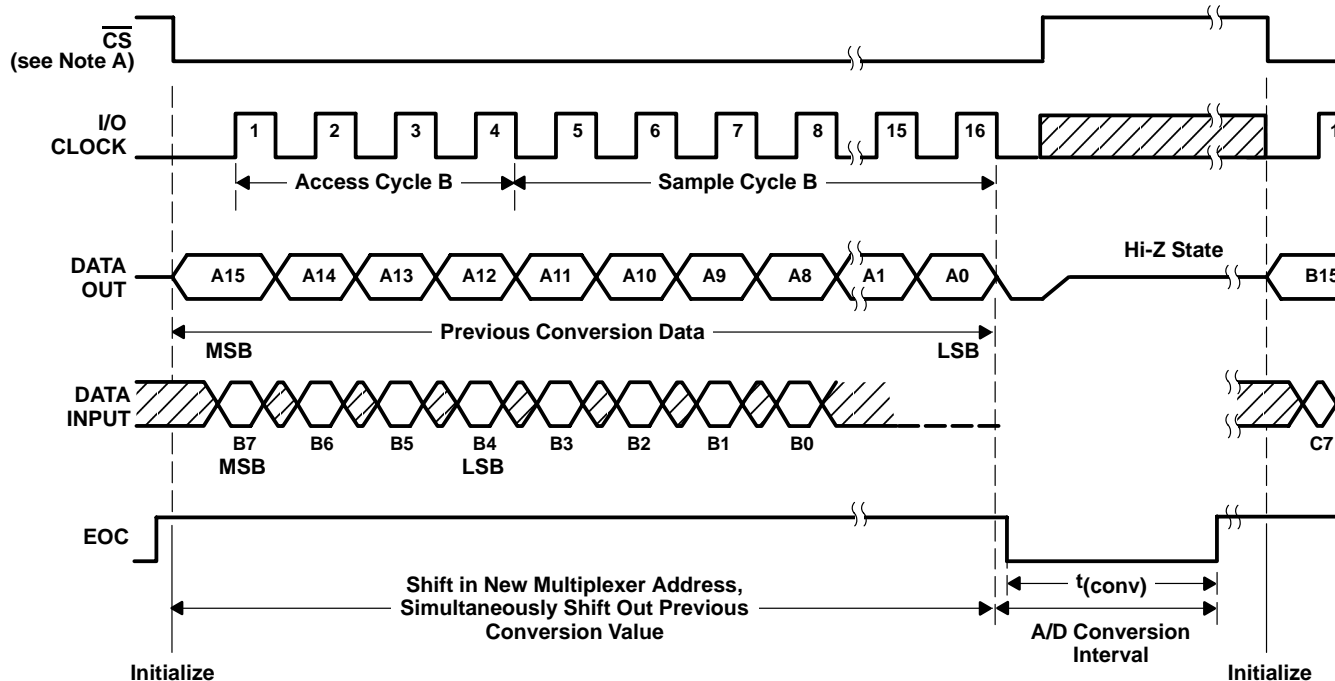 CS
(see Note A)
I/O
CLOCK
1 2 3 4 5 6 7 8 15 16 1
Access Cycle B Sample Cycle B
Hi-Z State
DATA
OUT
A15 A14 A13 A12 A11 A10 A9 A8 A1 A0 B15
Previous Conversion Data
MSB LSB
DATA
INPUT
B7 B6 B5 B4 B3 B2 B1 B0 C7
MSB LSB
EOC
Shift in New Multiplexer Address,
Simultaneously Shift Out Previous
Conversion Value
t(conv)
A/D Conversion
Interval
Initialize Initialize